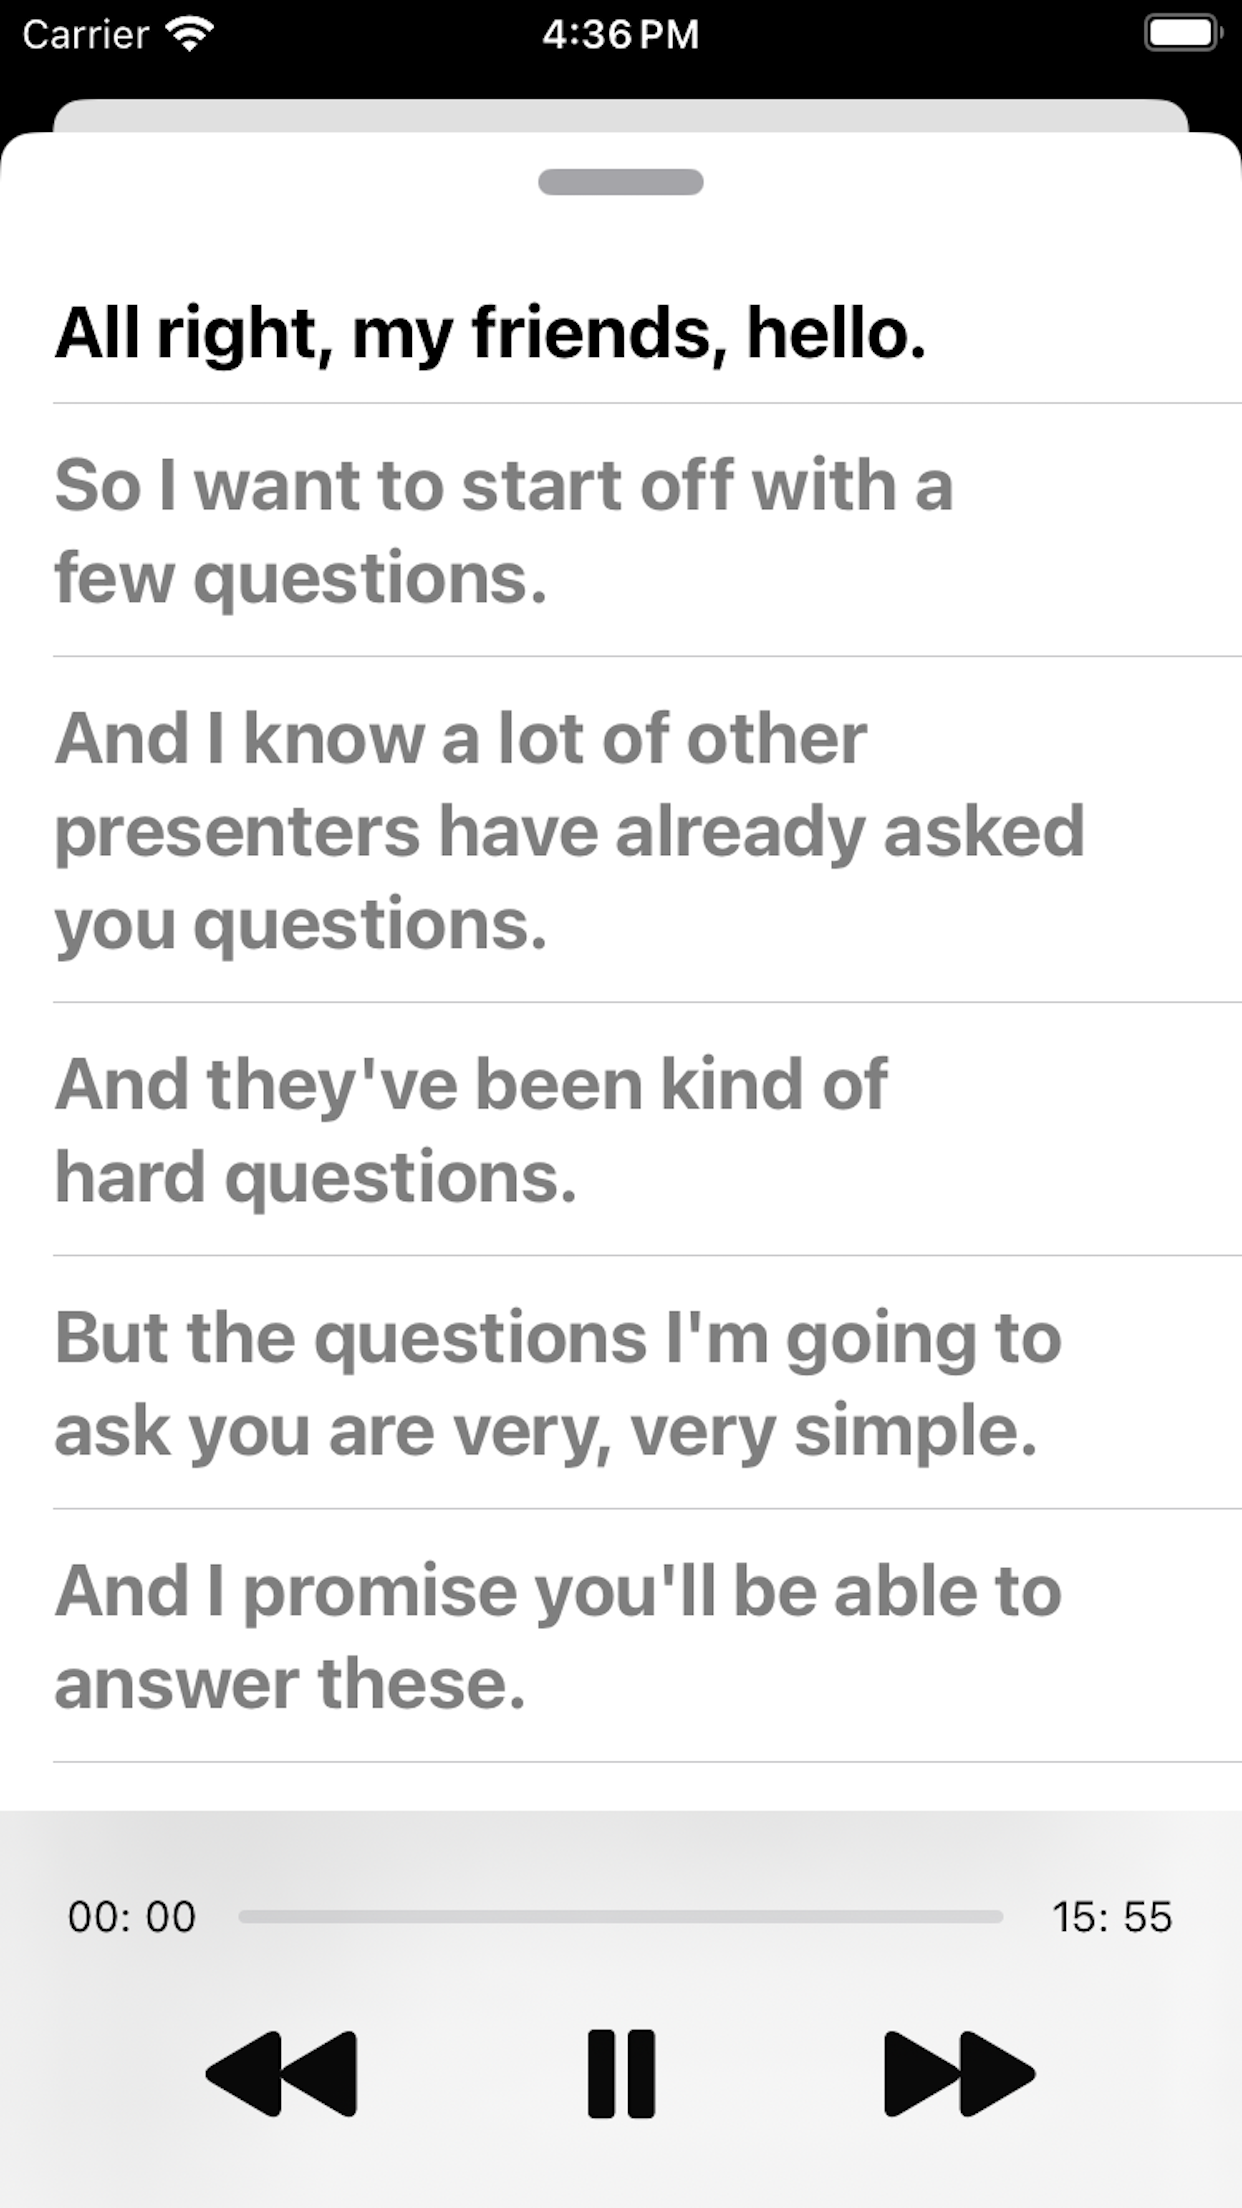 Carrier 4:36 PM
All right, my friends, hello.
So I want to start off with a
few questions.
And I know a lot of other
presenters have already asked
you questions.
And they've been kind of
hard questions.
But the questions I'm going to
ask you are very, very simple.
And I promise you'll be able to
answer these.
00: 00 15: 55